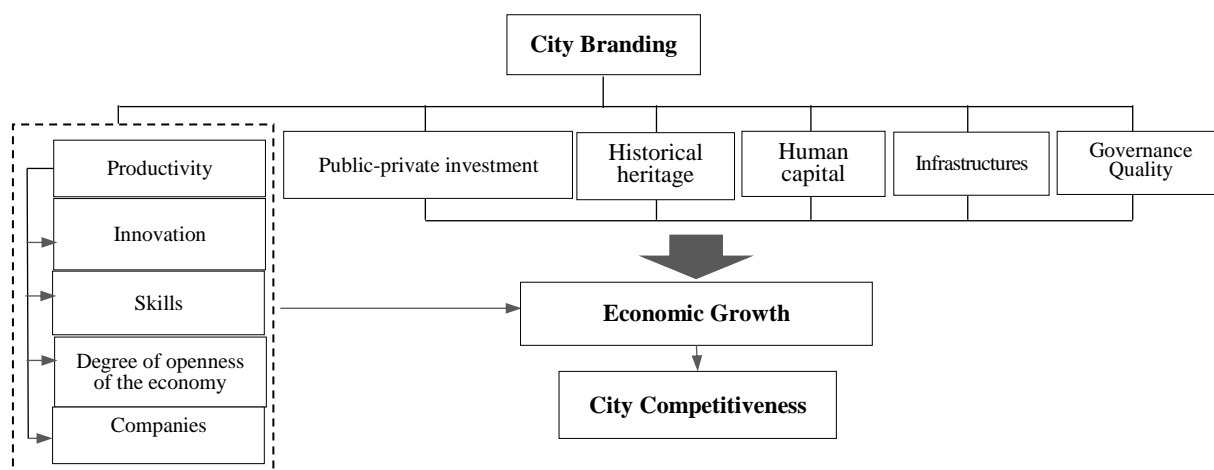 City Branding
Productivity
Innovation
Skills
Degree of openness
of the economy
Companies
Public-private investment
Historical
heritage
Human
capital
Infrastructures
Governance
Quality
Economic Growth
City Competitiveness